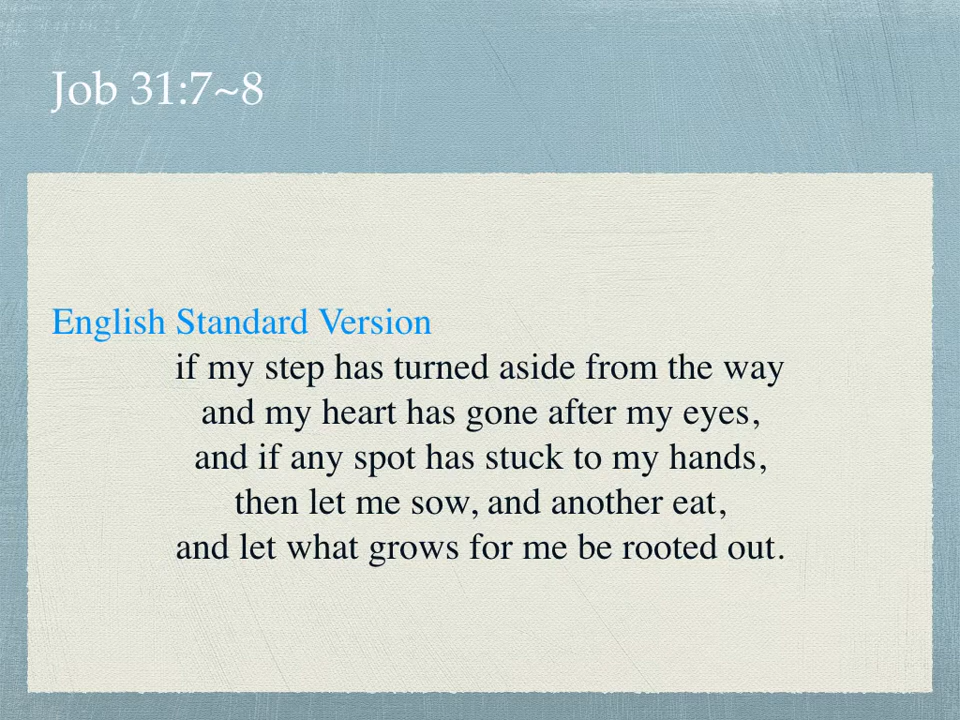 Job 31:7~8
English Standard Version
if my step has turned aside from the way
and my heart has gone after my eyes,
and if any spot has stuck to my hands,
then let me sow, and another eat,
and let what grows for me be rooted out.